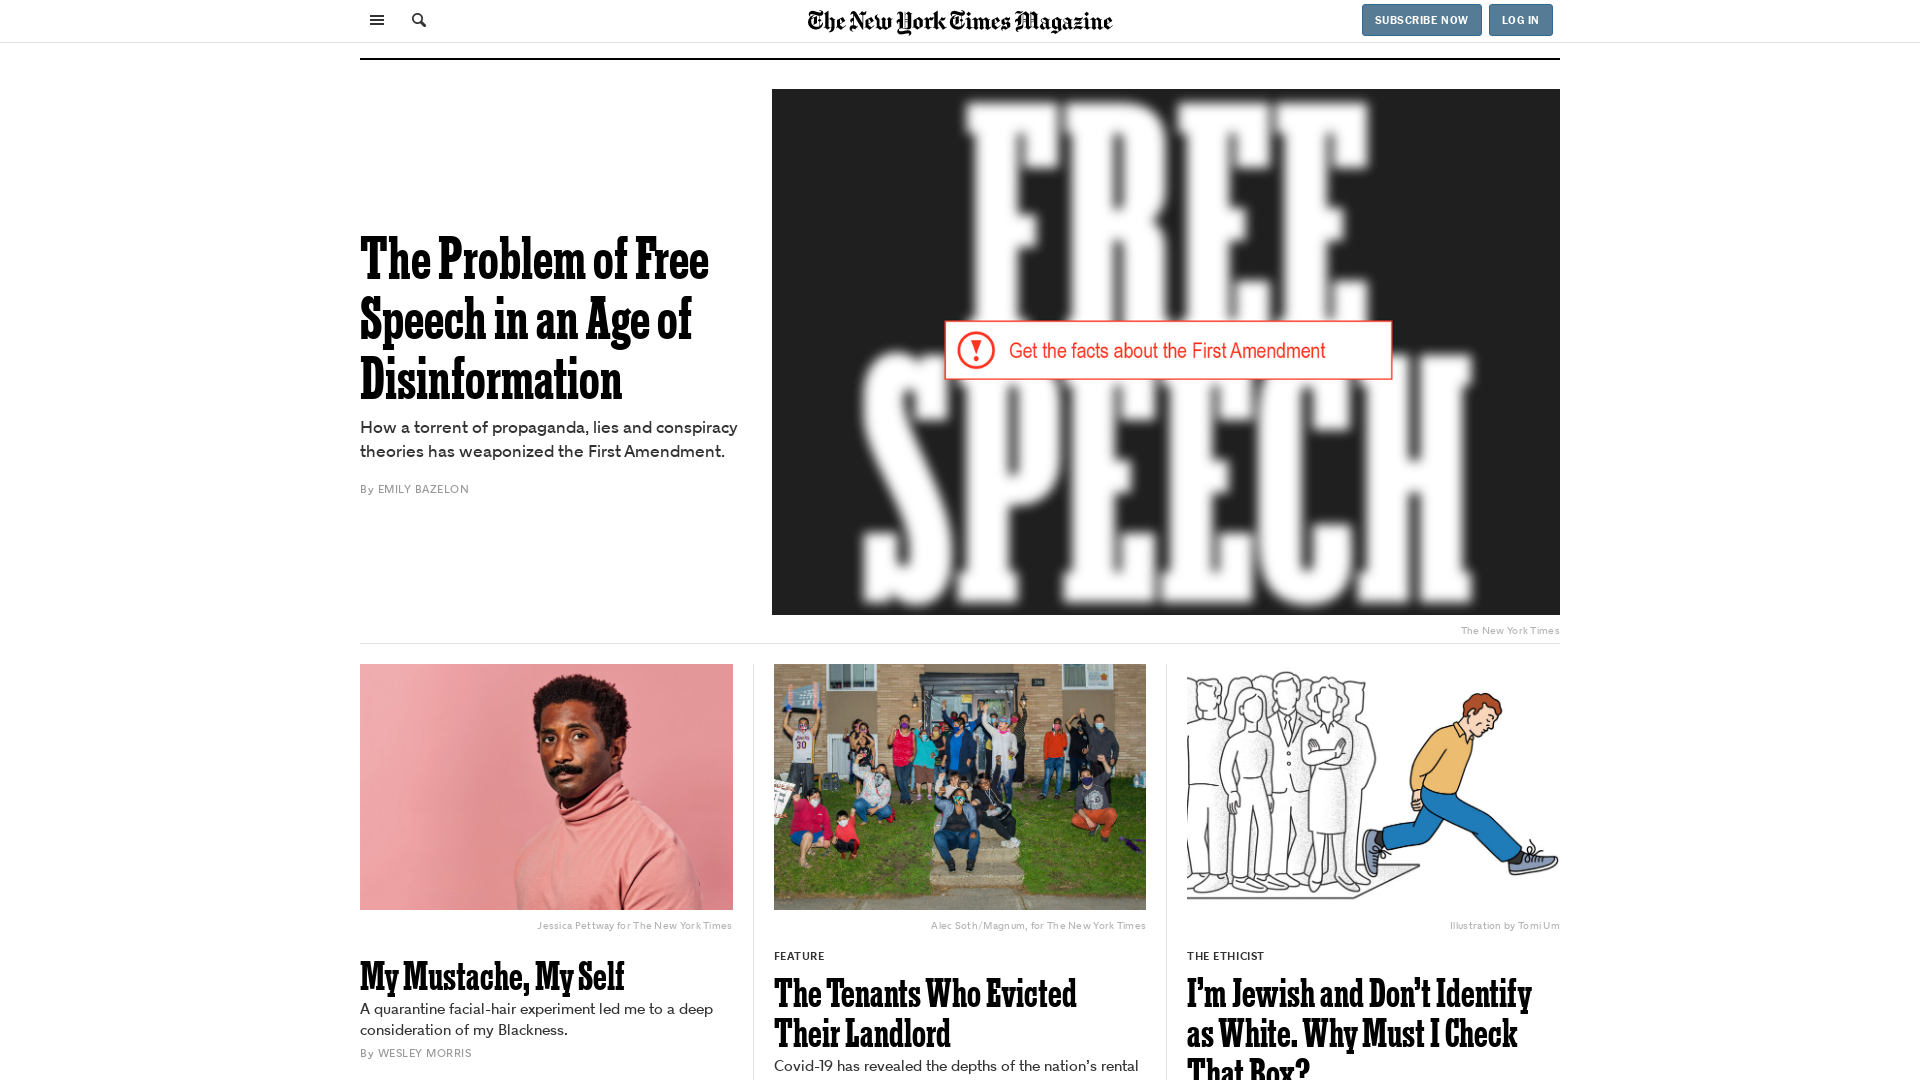 The New York Times Magazine
SUBSCRIBE NOW
LOG IN
The Problem of Free
Speech in an Age of
Disinformation
How a torrent of propaganda, lies and conspiracy
theories has weaponized the First Amendment.
By EMILY BAZELON
FREE
Get the facts about the First Amendment
SPEECH
The New York Times
Jessica Pettway for The New York Times
My Mustache, My Self
A quarantine facial-hair experiment led me to a deep
consideration of my Blackness.
By WESLEY MORRIS
30
Alec Soth/Magnum, for The New York Times
FEATURE
The Tenants Who Evicted
Their Landlord
Covid-19 has revealed the depths of the nation’s rental
Illustration by Tomi Um
THE ETHICIST
I’m Jewish and Don’t Identify
as White. Why Must I Check
That Box?